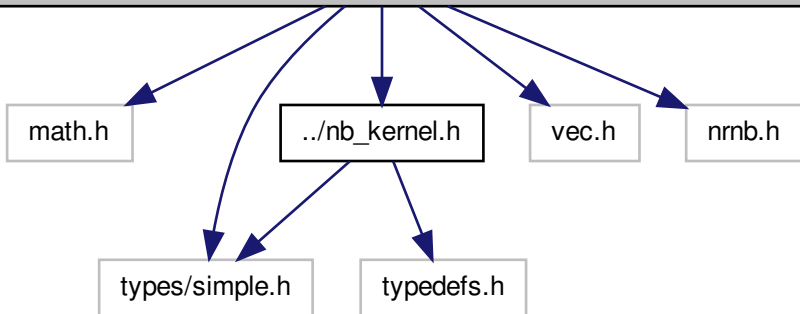 math.h
../nb_kernel.h
vec.h
nrnb.h
types/simple.h
typedefs.h